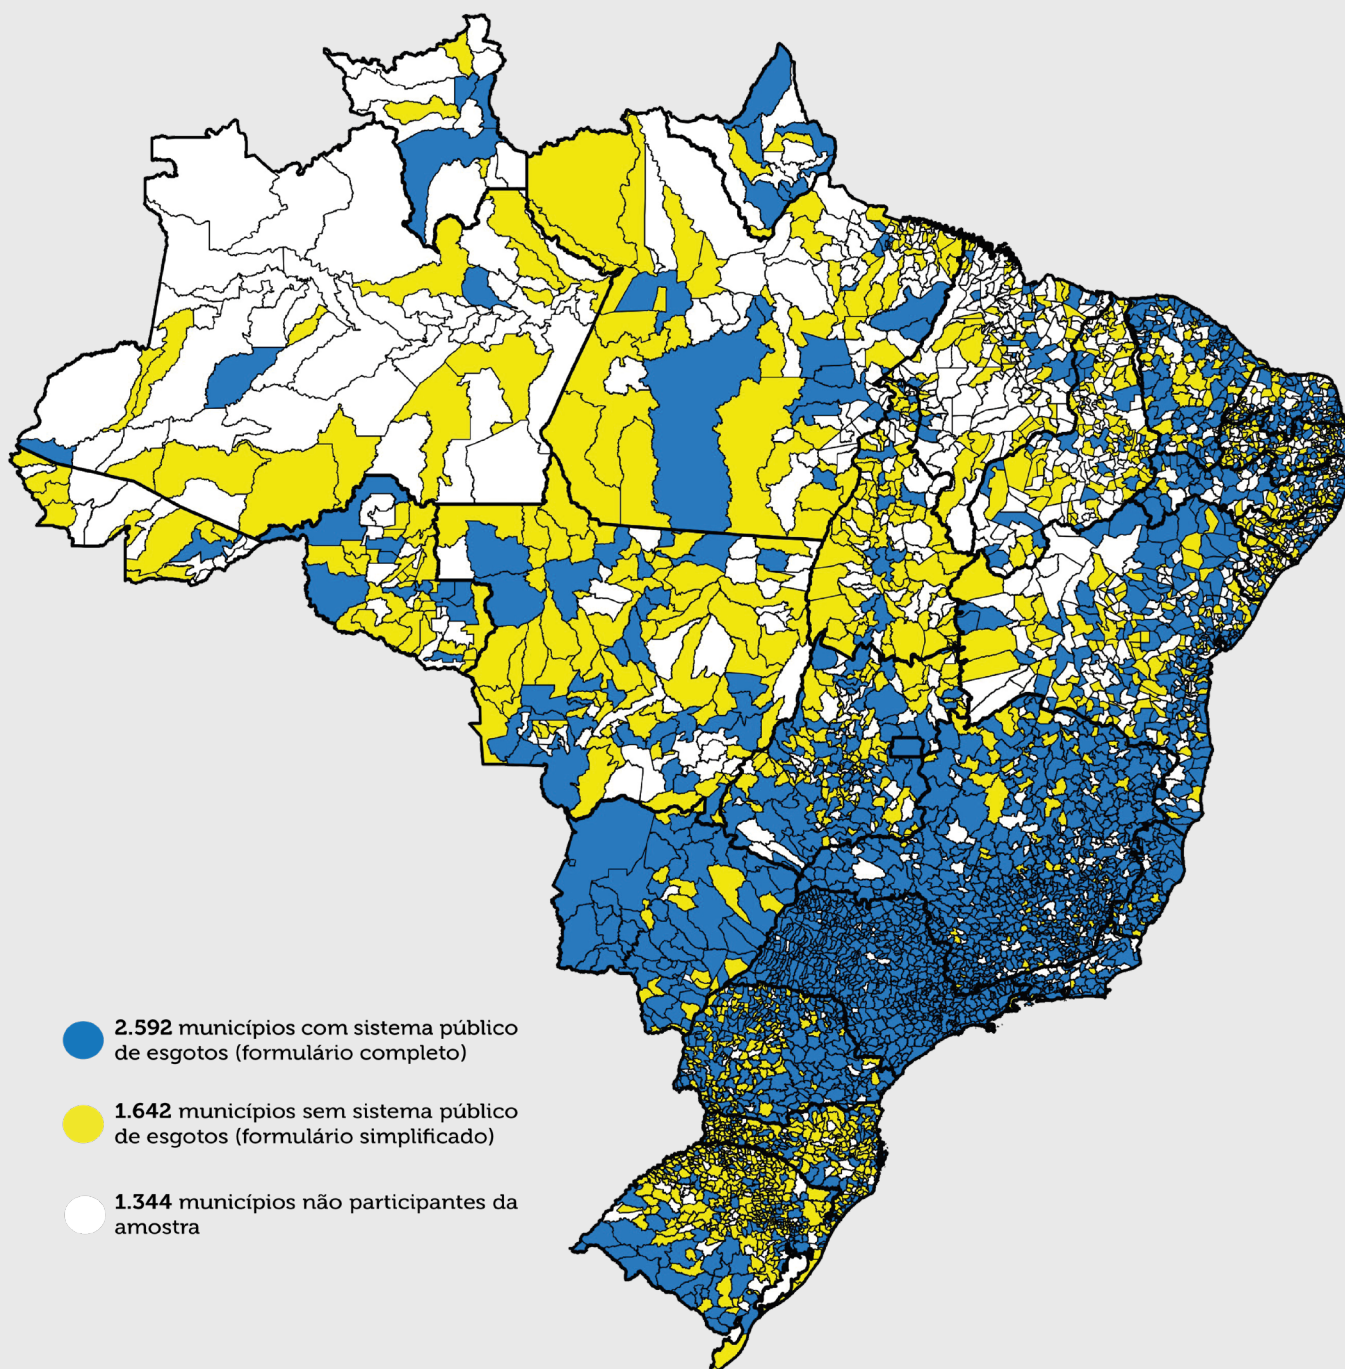 2.592 municípios com sistema público
de esgotos (formulário completo)
1.642 municípios sem sistema público
de esgotos (formulário simplificado)
1.344 municípios não participantes da
amostra